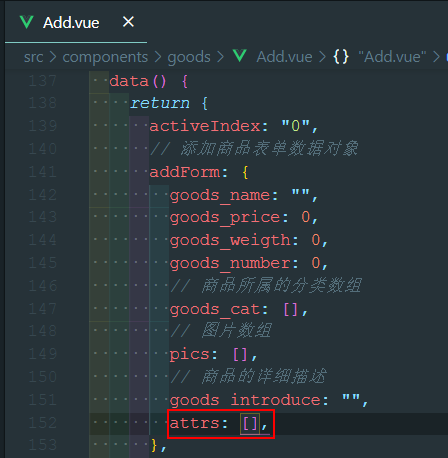 Add.vue ×
src > components > goods > Add.vue > {} "Add.vue" >
137 data() {
138 return {
139 activeIndex: "0",
140 // 添加商品表单数据对象
141 addForm: {
142 goods_name: "",
143 goods_price: 0,
144 goods_weigth: 0,
145 goods_number: 0,
146 // 商品所属的分类数组
147 goods_cat: [],
148 // 图片数组
149 pics: [],
150 // 商品的详细描述
151 goods_introduce: "",
152 attrs: [],
153 },